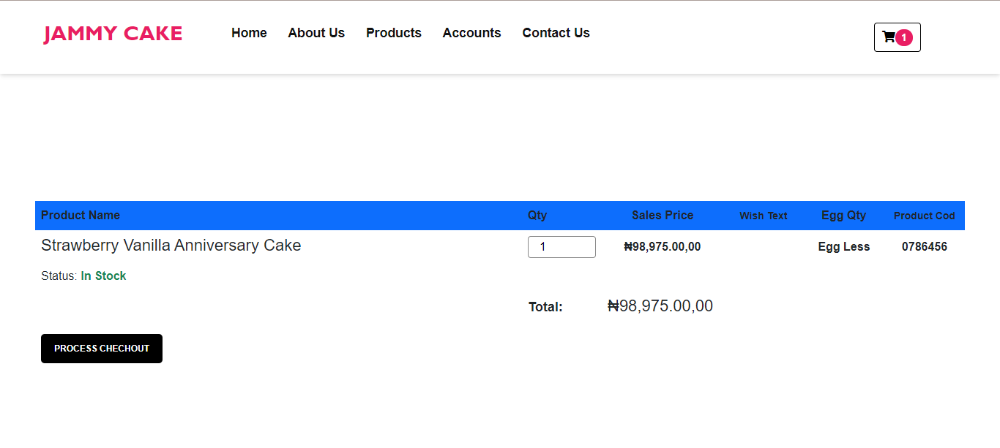 JAMMY CAKE Home About Us Products Accounts Contact Us 1
Product Name Qty Sales Price Wish Text Egg Qty Product Cod
Strawberry Vanilla Anniversary Cake 1 ₦98,975.00,00 Egg Less 0786456
Status: In Stock
Total: ₦98,975.00,00
PROCESS CHECHOUT